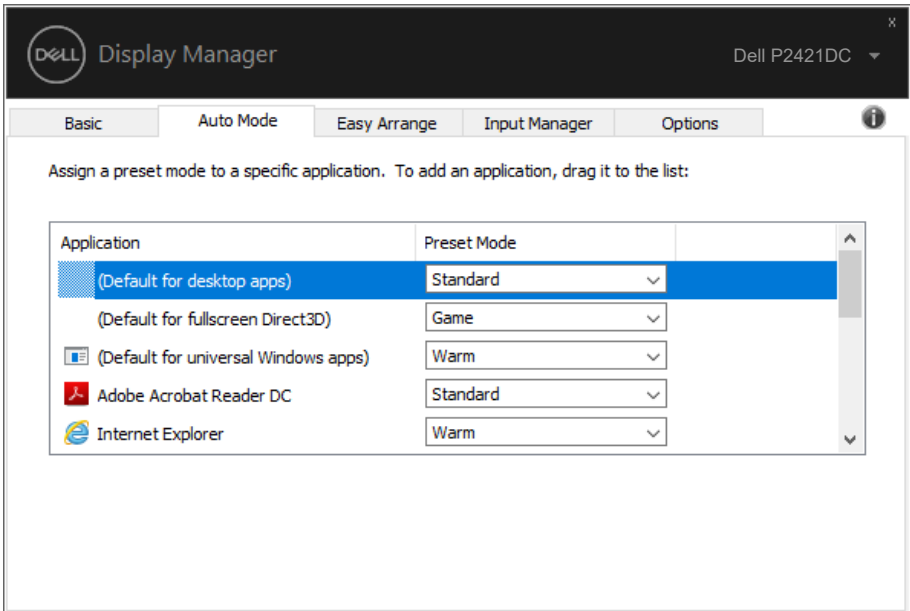 DELL Display Manager
Dell P2421DC
x
Basic Auto Mode Easy Arrange Input Manager Options
Assign a preset mode to a specific application. To add an application, drag it to the list:
Application Preset Mode
(Default for desktop apps) Standard
(Default for fullscreen Direct3D) Game
(Default for universal Windows apps) Warm
Adobe Acrobat Reader DC Standard
Internet Explorer Warm